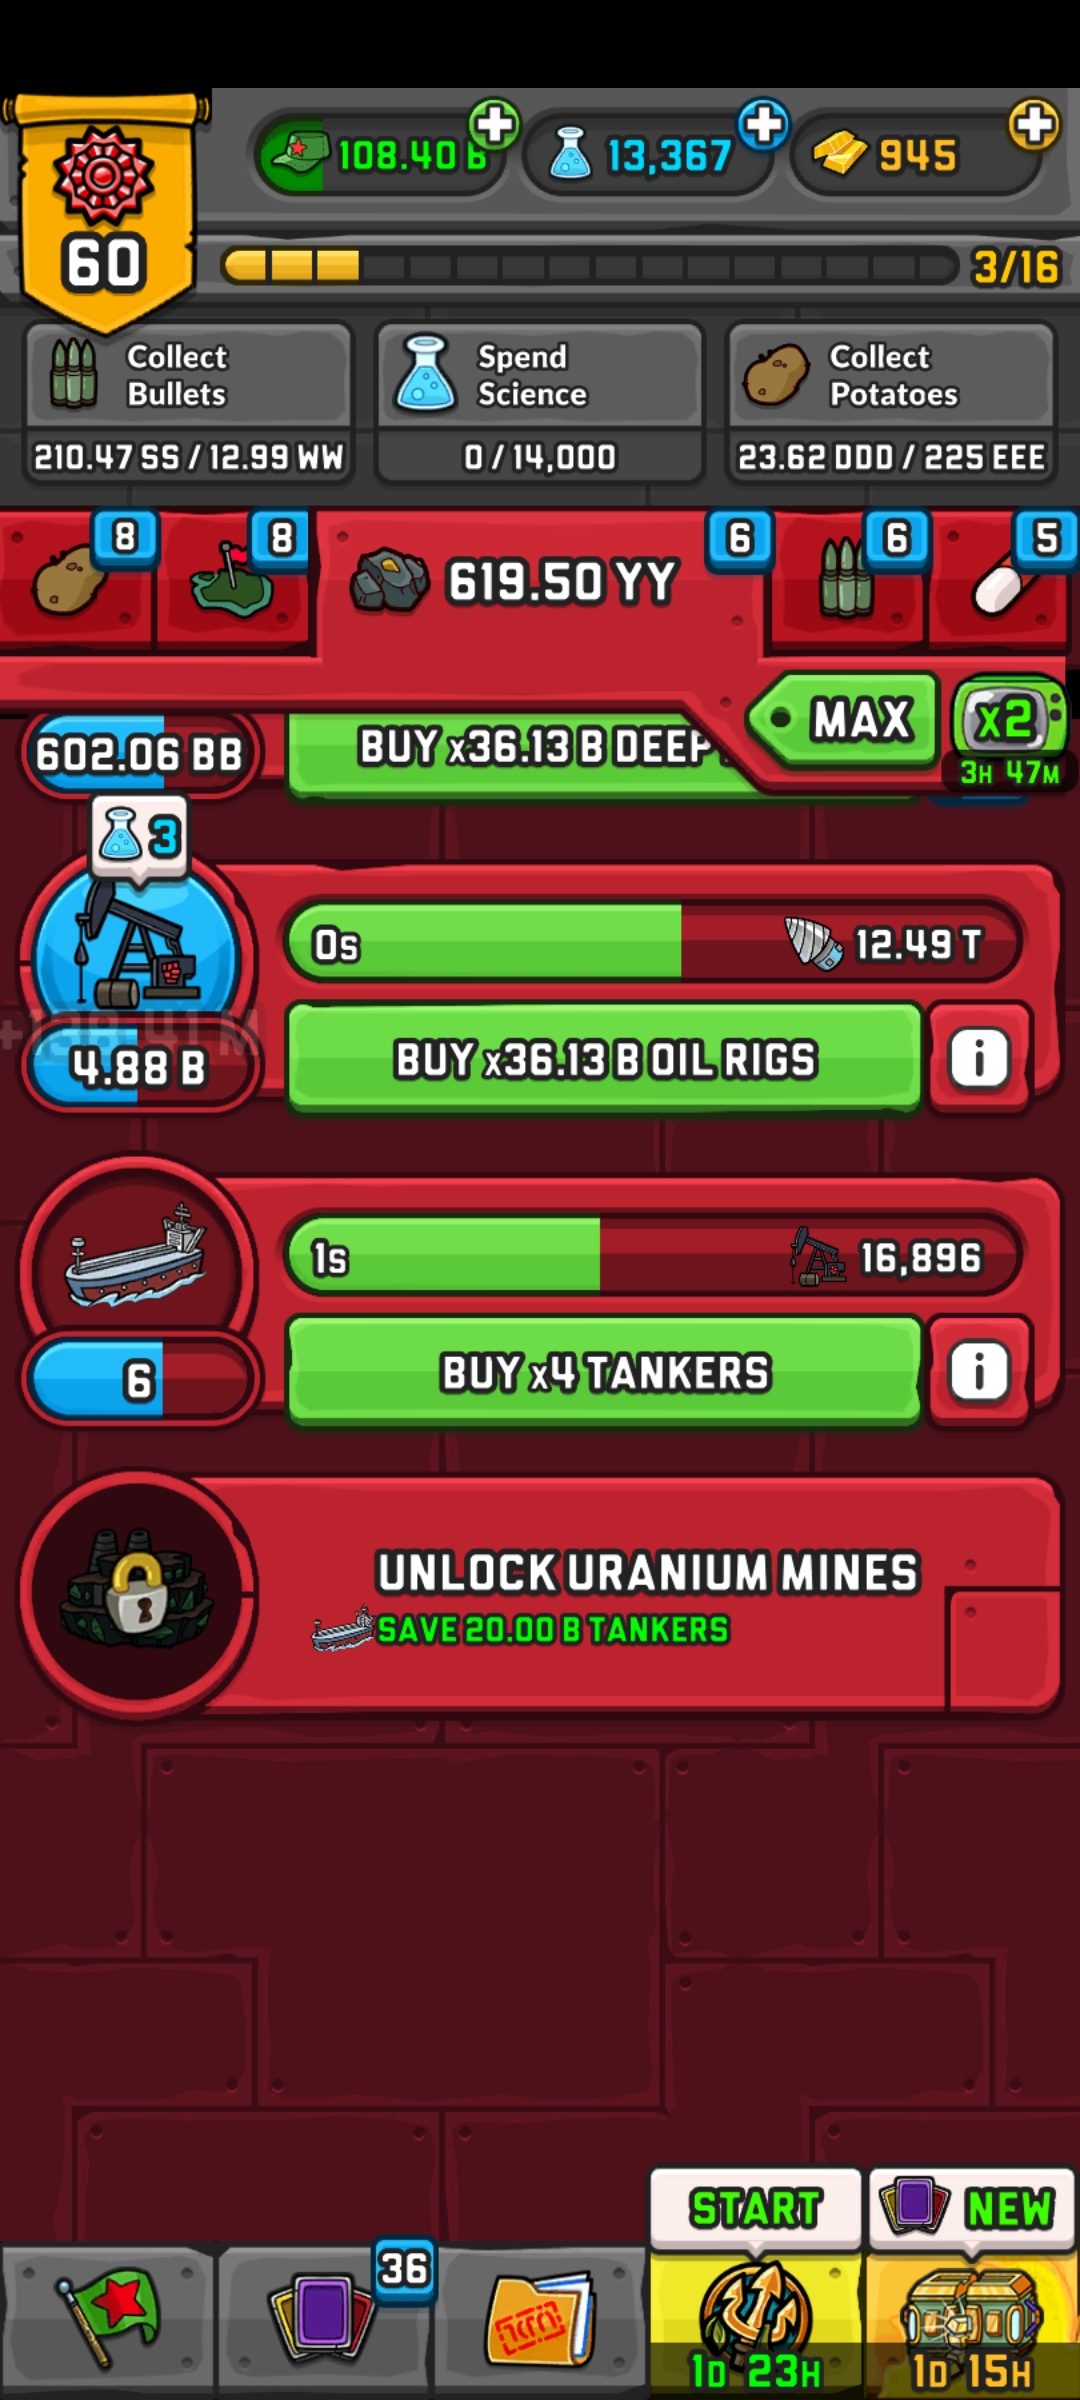 108.40 B
13,367
945
60
3/16
Collect
Bullets
210.47 SS / 12.99 WW
Spend
Science
0 / 14,000
Collect
Potatoes
23.62 DDD / 225 EEE
8
8
619.50 YY
6
6
5
MAX
x2
3H 47M
602.06 BB
BUY x36.13 B DEEP
3
0s
12.49 T
+138.41 M
4.88 B
BUY x36.13 B OIL RIGS
i
1s
16,896
6
BUY x4 TANKERS
i
UNLOCK URANIUM MINES
SAVE 20.00 B TANKERS
START
NEW
36
1D 23H
1D 15H